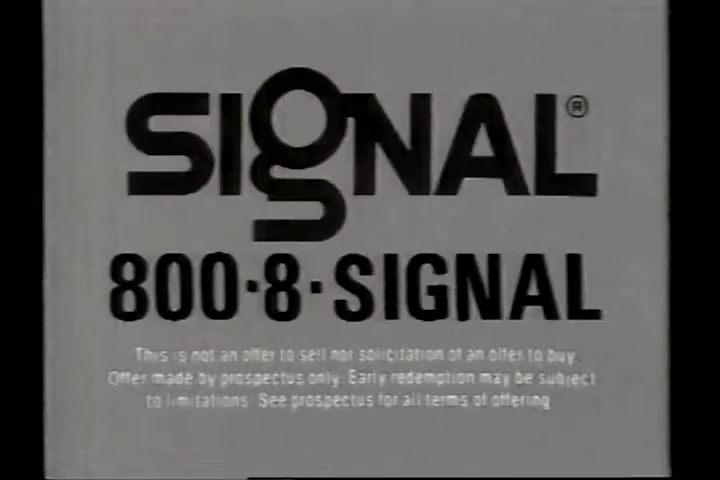 SIgNAL®
800·8·SIGNAL
This is not an offer to sell nor solicitation of an offer to buy.
Offer made by prospectus only. Early redemption may be subject
to limitations. See prospectus for all terms of offering